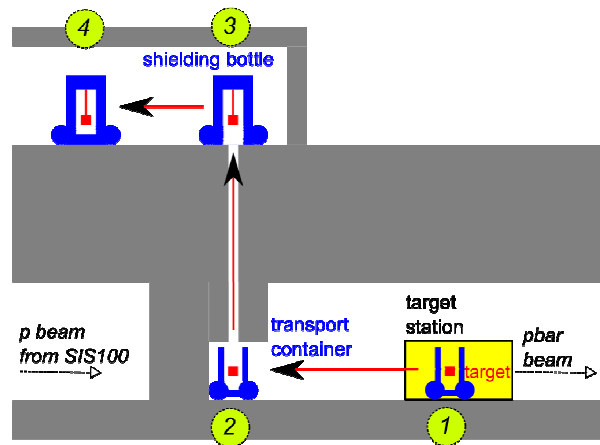 4
3
shielding bottle
p beam
from SIS100
transport
container
target
station
target
pbar
beam
2
1